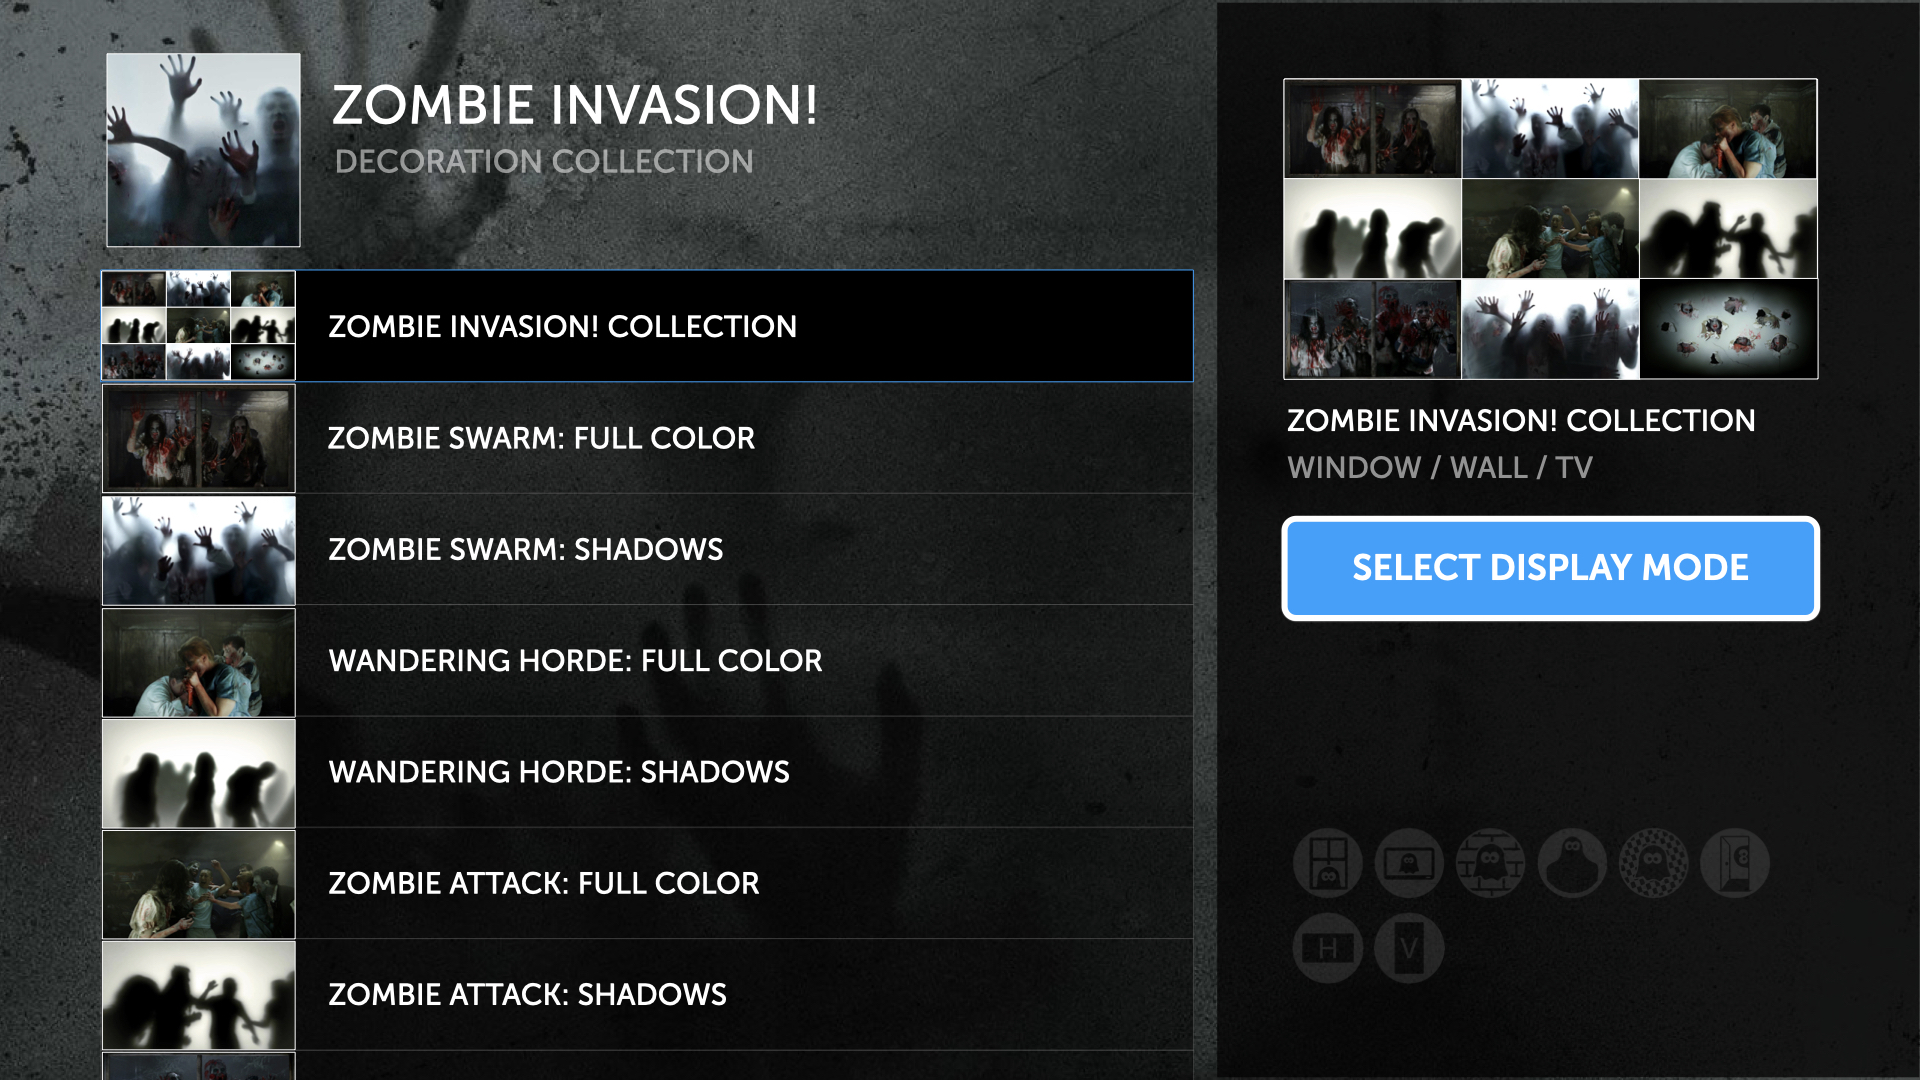 ZOMBIE INVASION!
DECORATION COLLECTION
ZOMBIE INVASION! COLLECTION
ZOMBIE SWARM: FULL COLOR
ZOMBIE SWARM: SHADOWS
WANDERING HORDE: FULL COLOR
WANDERING HORDE: SHADOWS
ZOMBIE ATTACK: FULL COLOR
ZOMBIE ATTACK: SHADOWS
ZOMBIE INVASION! COLLECTION
WINDOW / WALL / TV
SELECT DISPLAY MODE
H V